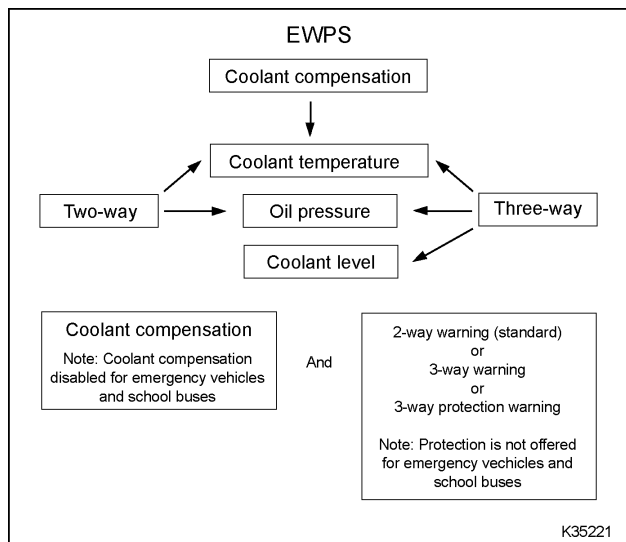 EWPS
Coolant compensation
Coolant temperature
Two-way
Oil pressure
Three-way
Coolant level
Coolant compensation
Note: Coolant compensation
disabled for emergency vehicles
and school buses
And
2-way warning (standard)
or
3-way warning
or
3-way protection warning
Note: Protection is not offered
for emergency vechicles and
school buses
K35221